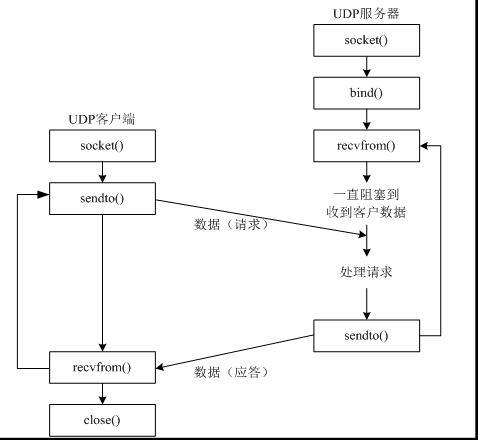 UDP服务器
socket()
bind()
UDP客户端
socket()
recvfrom()
sendto()
一直阻塞到
收到客户数据
数据（请求）
处理请求
sendto()
recvfrom()
数据（应答）
close()